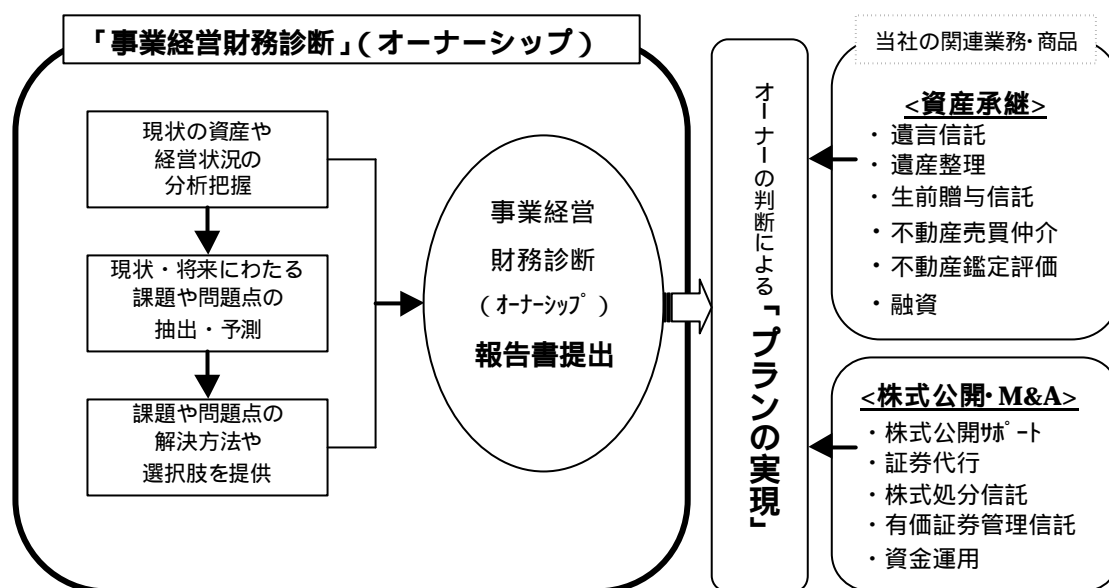 「事業経営財務診断」(オーナーシップ)
現状の資産や
経営状況の
分析把握
現状・将来にわたる
課題や問題点の
抽出・予測
課題や問題点の
解決方法や
選択肢を提供
事業経営
財務診断
(オーナーシップ)
報告書提出
オーナーの判断による「プランの実現」
当社の関連業務・商品
<資産承継>
・遺言信託
・遺産整理
・生前贈与信託
・不動産売買仲介
・不動産鑑定評価
・融資
<株式公開・M&A>
・株式公開サポート
・証券代行
・株式処分信託
・有価証券管理信託
・資金運用